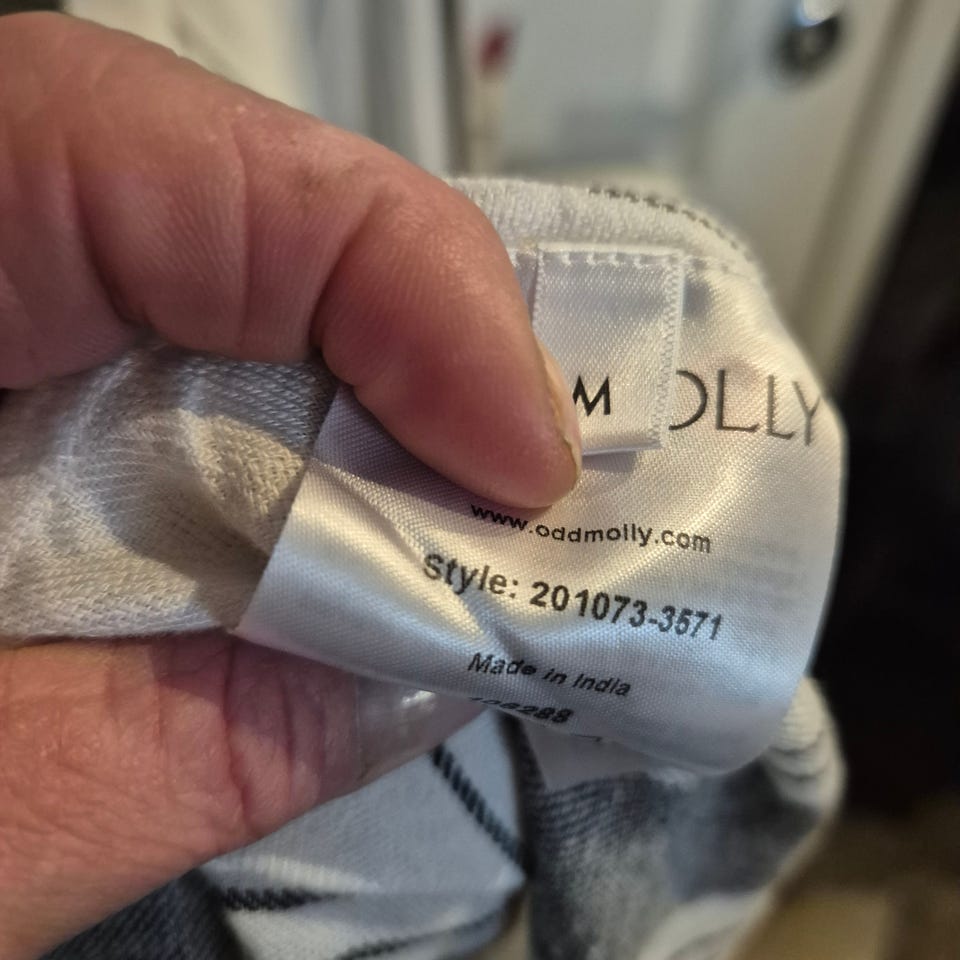 M
OLLY
www.oddmolly.com
Style: 201073-3571
Made in India